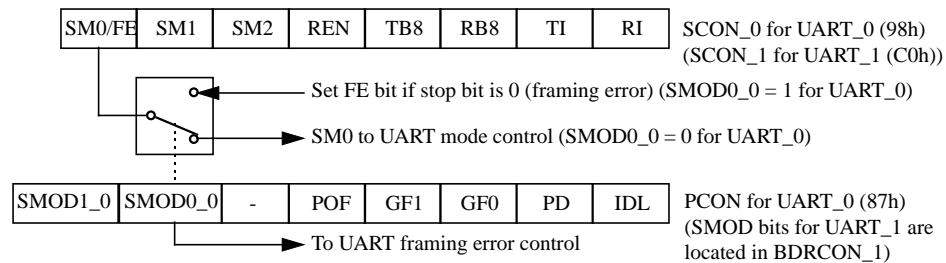 SM0/FE SM1 SM2 REN TB8 RB8 TI RI
SCON_0 for UART_0 (98h)
(SCON_1 for UART_1 (C0h))
Set FE bit if stop bit is 0 (framing error) (SMOD0_0 = 1 for UART_0)
SM0 to UART mode control (SMOD0_0 = 0 for UART_0)
SMOD1_0 SMOD0_0 - POF GF1 GF0 PD IDL
PCON for UART_0 (87h)
(SMOD bits for UART_1 are
located in BDRCON_1)
To UART framing error control